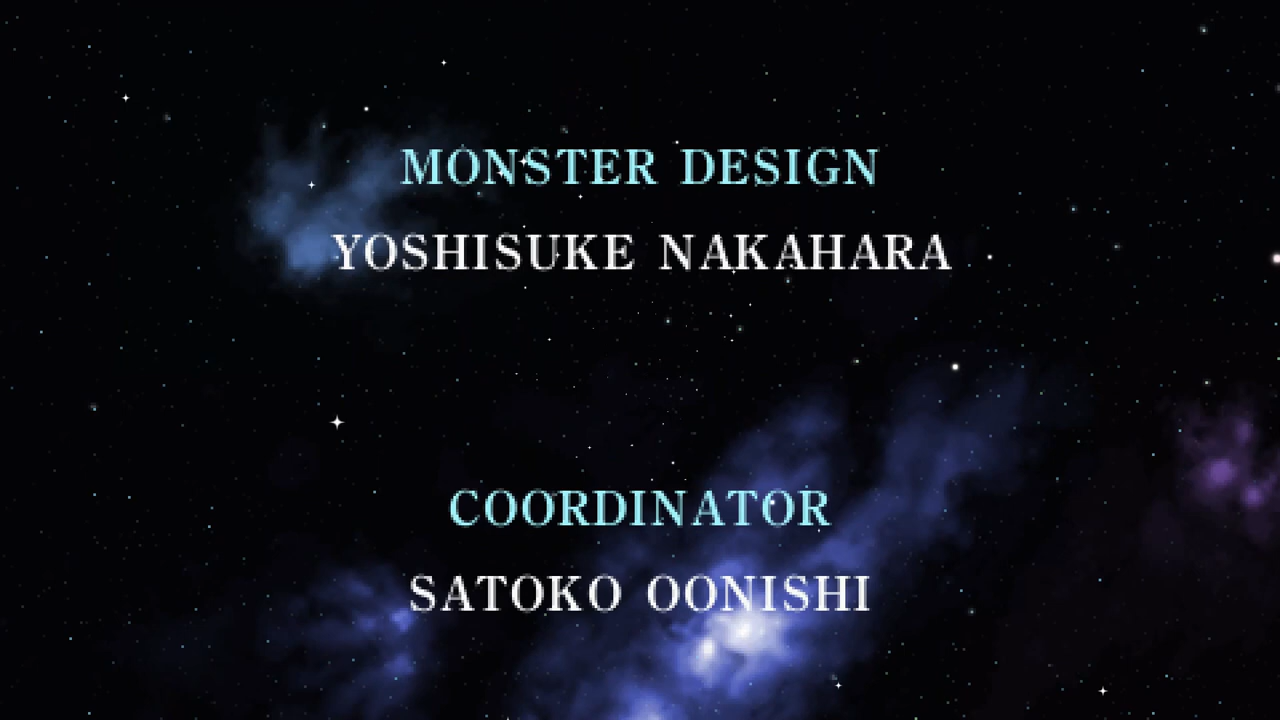 MONSTER DESIGN
YOSHISUKE NAKAHARA
COORDINATOR
SATOKO OONISHI